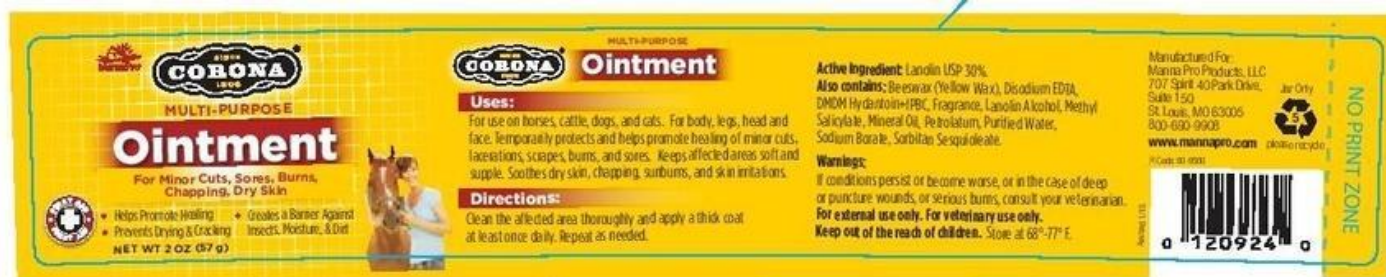 SINCE
CORONA
1906
MULTI-PURPOSE
Ointment
For Minor Cuts, Sores, Burns,
Chapping, Dry Skin
• Helps Promote Healing
• Prevents Drying & Cracking
• Creates a Barrier Against
Insects, Moisture, & Dirt
NET WT 2 OZ (57 g)
CORONA
MULTI-PURPOSE
Ointment
Uses:
For use on horses, cattle, dogs, and cats. For body, legs, head and
face. Temporarily protects and helps promote healing of minor cuts,
lacerations, scrapes, burns, and sores. Keeps affected areas soft and
supple. Soothes dry skin, chapping, sunburns, and skin irritations.
Directions:
Clean the affected area thoroughly and apply a thick coat
at least once daily. Repeat as needed.
Active Ingredient: Lanolin USP 30%.
Also contains: Beeswax (Yellow Wax), Disodium EDTA,
DMDM Hydantoin+IPBC, Fragrance, Lanolin Alcohol, Methyl
Salicylate, Mineral Oil, Petrolatum, Purified Water,
Sodium Borate, Sorbitan Sesquioleate.
Warnings:
If conditions persist or become worse, or in the case of deep
or puncture wounds, or serious burns, consult your veterinarian.
For external use only. For veterinary use only.
Keep out of the reach of children. Store at 68°-77° F.
Manufactured For:
Manna Pro Products, LLC
707 Spirit 40 Park Drive,
Suite 150
St. Louis, MO 63005
800-690-9908
www.mannapro.com
Jar Only
5
please recycle
0 120924 0
NO PRINT ZONE